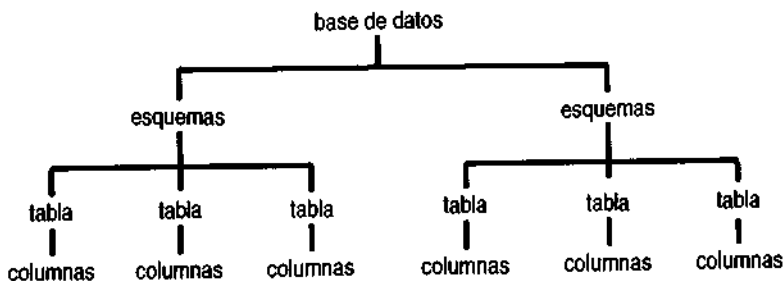 base de datos
esquemas esquemas
tabla tabla tabla tabla tabla tabla
columnas columnas columnas columnas columnas columnas